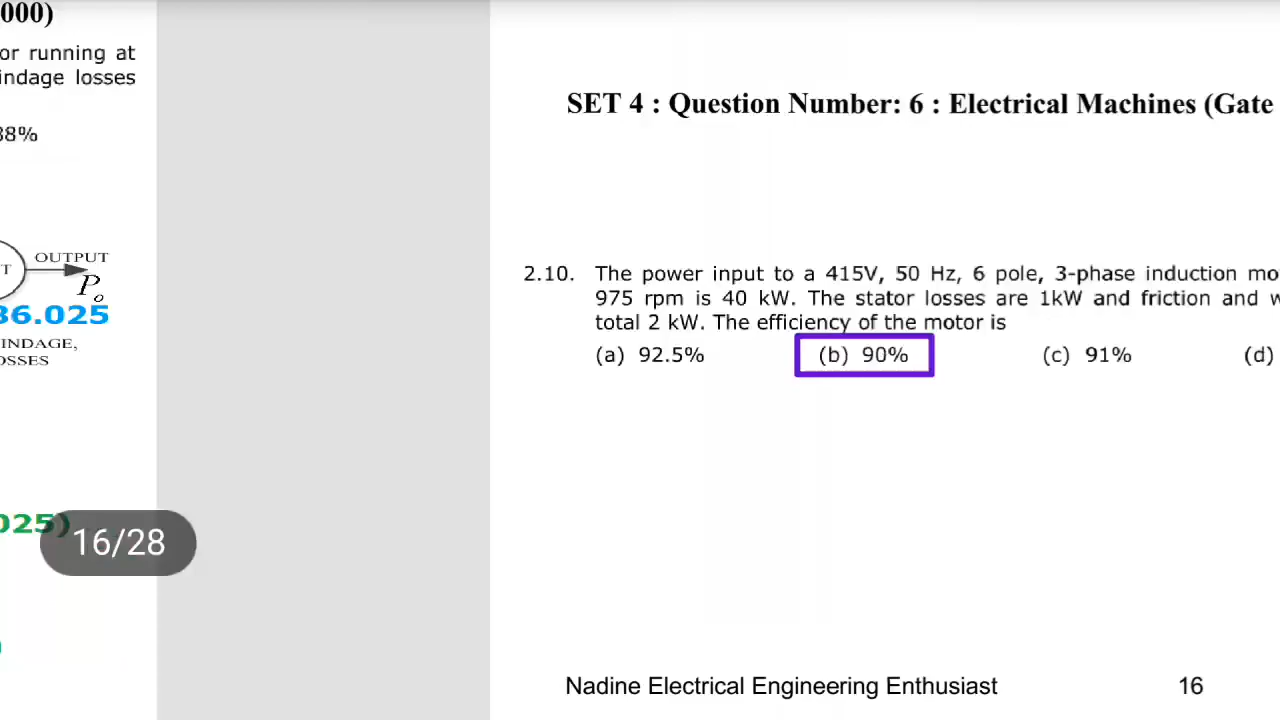 000)
or running at
indage losses
38%
T
OUTPUT
Po
36.025
INDAGE,
OSSES
025)
16/28
SET 4 : Question Number: 6 : Electrical Machines (Gate
2.10. The power input to a 415V, 50 Hz, 6 pole, 3-phase induction mo
975 rpm is 40 kW. The stator losses are 1kW and friction and w
total 2 kW. The efficiency of the motor is
(a) 92.5% (b) 90% (c) 91% (d)
Nadine Electrical Engineering Enthusiast 16